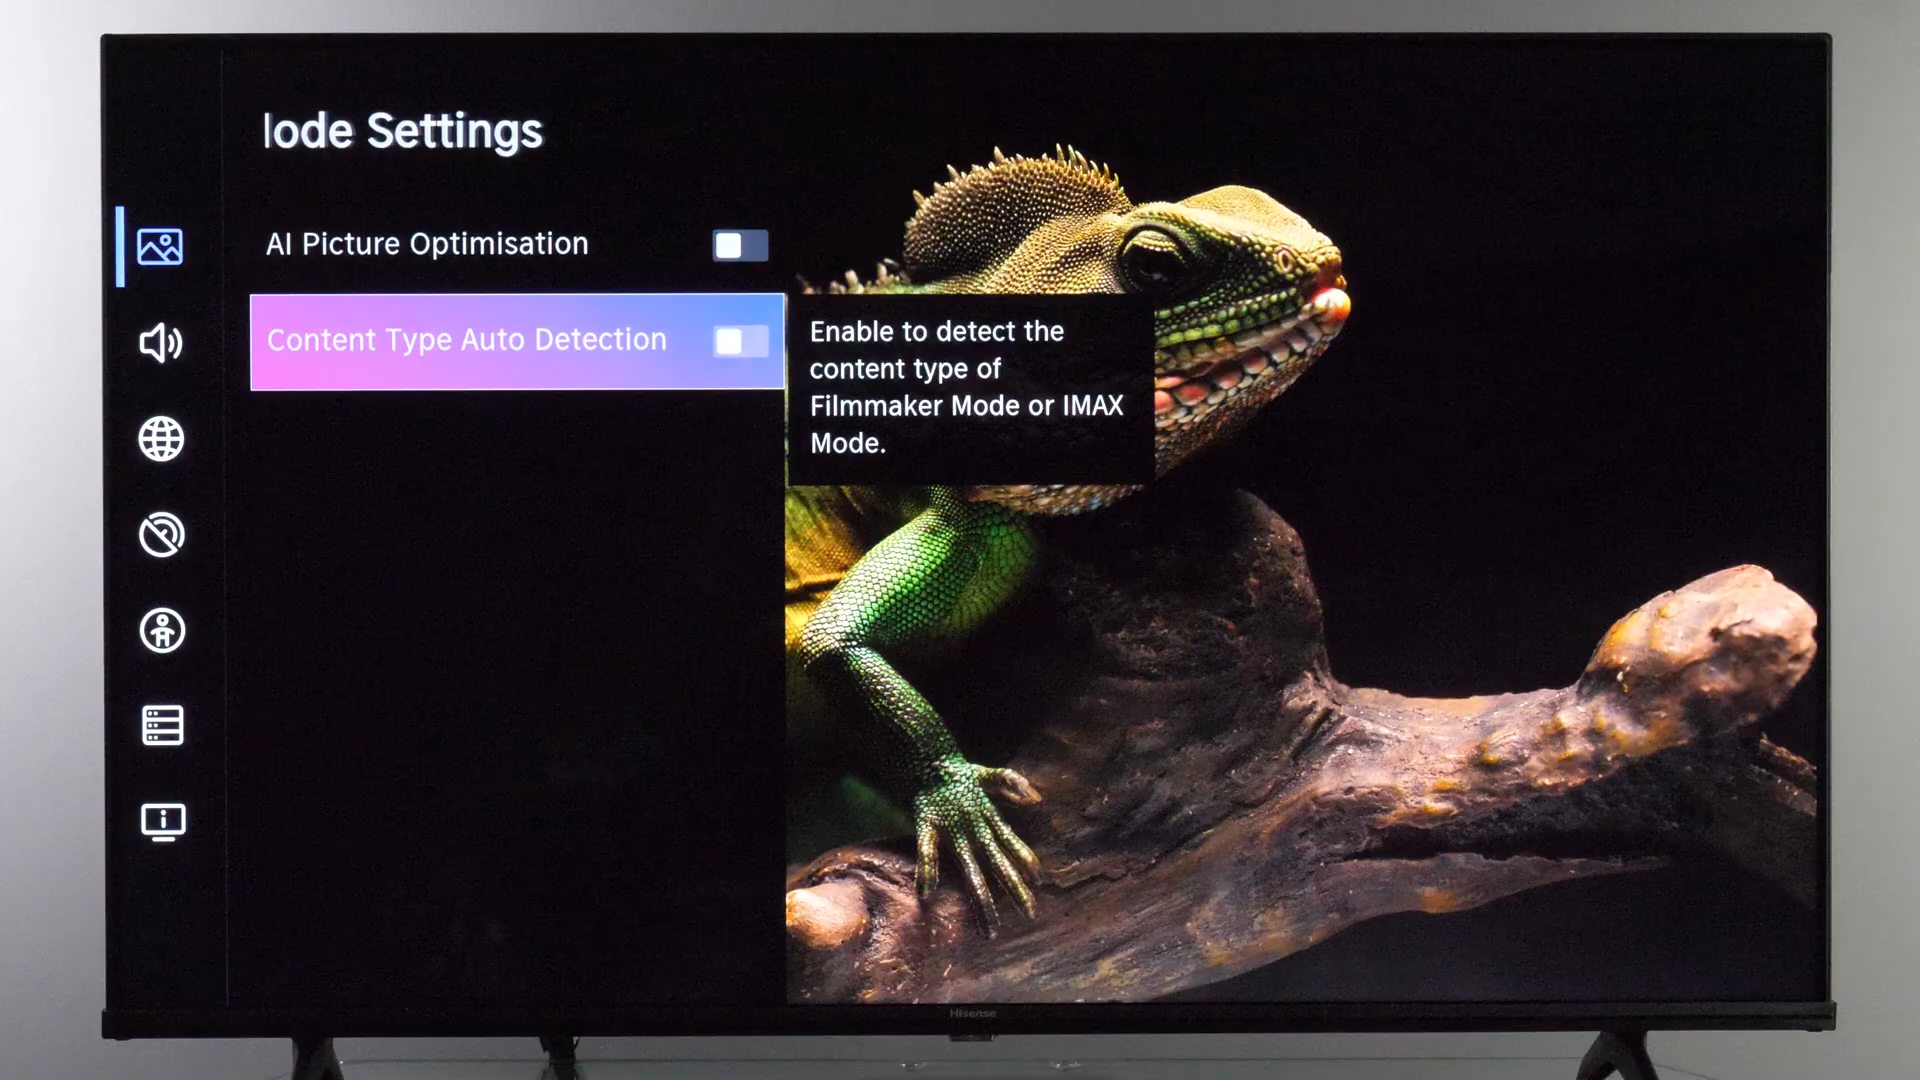 lode Settings
AI Picture Optimisation
Content Type Auto Detection
Enable to detect the
content type of
Filmmaker Mode or IMAX
Mode.
Hisense